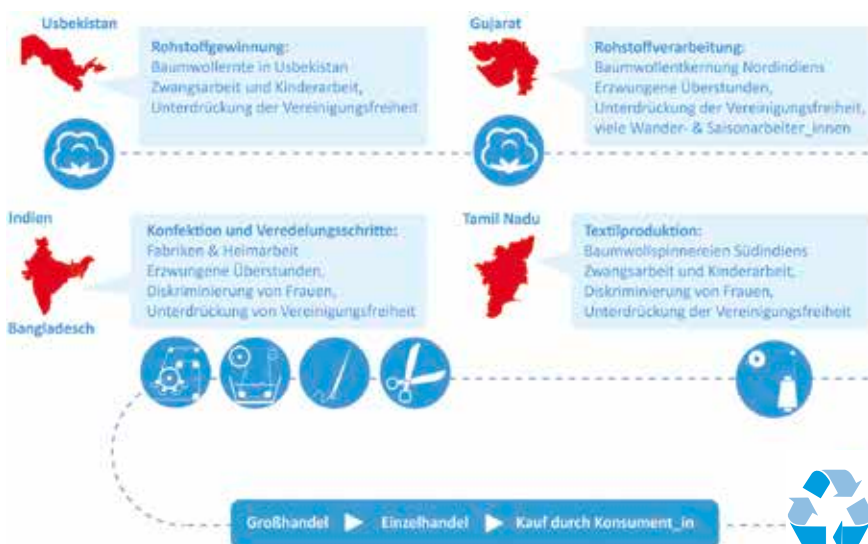 Usbekistan
Rohstoffgewinnung:
Baumwollernte in Usbekistan
Zwangsarbeit und Kinderarbeit,
Unterdrückung der Vereinigungsfreiheit
Gujarat
Rohstoffverarbeitung:
Baumwollentkernung Nordindiens
Erzwungene Überstunden,
Unterdrückung der Vereinigungsfreiheit,
viele Wander- & Saisonarbeiter_innen
Indien
Bangladesch
Konfektion und Veredelungsschritte:
Fabriken & Heimarbeit
Erzwungene Überstunden,
Diskriminierung von Frauen,
Unterdrückung von Vereinigungsfreiheit
Tamil Nadu
Textilproduktion:
Baumwollspinnereien Südindiens
Zwangsarbeit und Kinderarbeit,
Diskriminierung von Frauen,
Unterdrückung der Vereinigungsfreiheit
Großhandel ▶ Einzelhandel ▶ Kauf durch Konsument_in